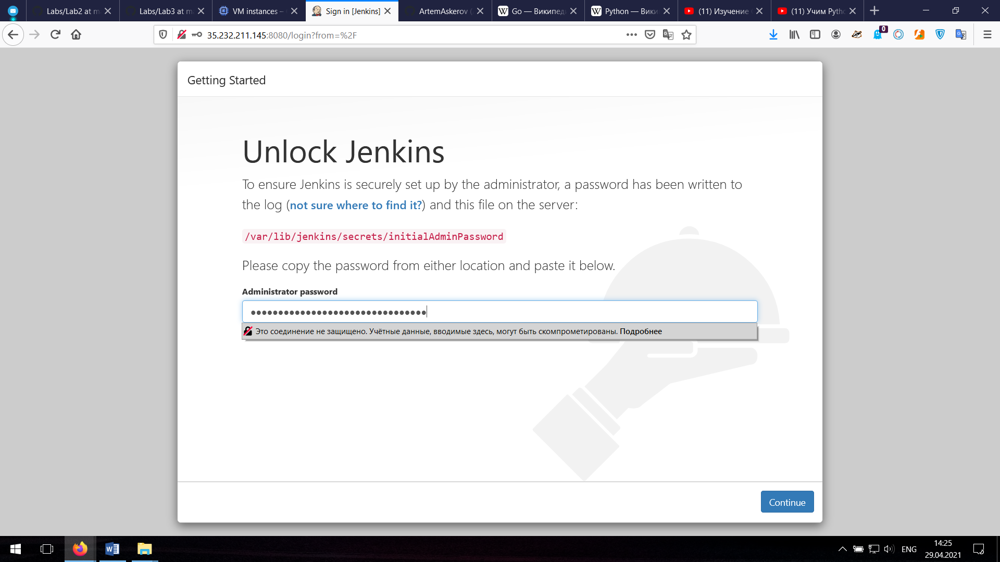 Labs/Lab2 at m
Labs/Lab3 at m
VM instances –
Sign in [Jenkins]
ArtemAskerov (
Go — Википед
Python — Вики
(11) Изучение
(11) Учим Pytho
35.232.211.145:8080/login?from=%2F
0
Getting Started
Unlock Jenkins
To ensure Jenkins is securely set up by the administrator, a password has been written to
the log (not sure where to find it?) and this file on the server:
/var/lib/jenkins/secrets/initialAdminPassword
Please copy the password from either location and paste it below.
Administrator password
Это соединение не защищено. Учётные данные, вводимые здесь, могут быть скомпрометированы. Подробнее
Continue
ENG
14:25
29.04.2021